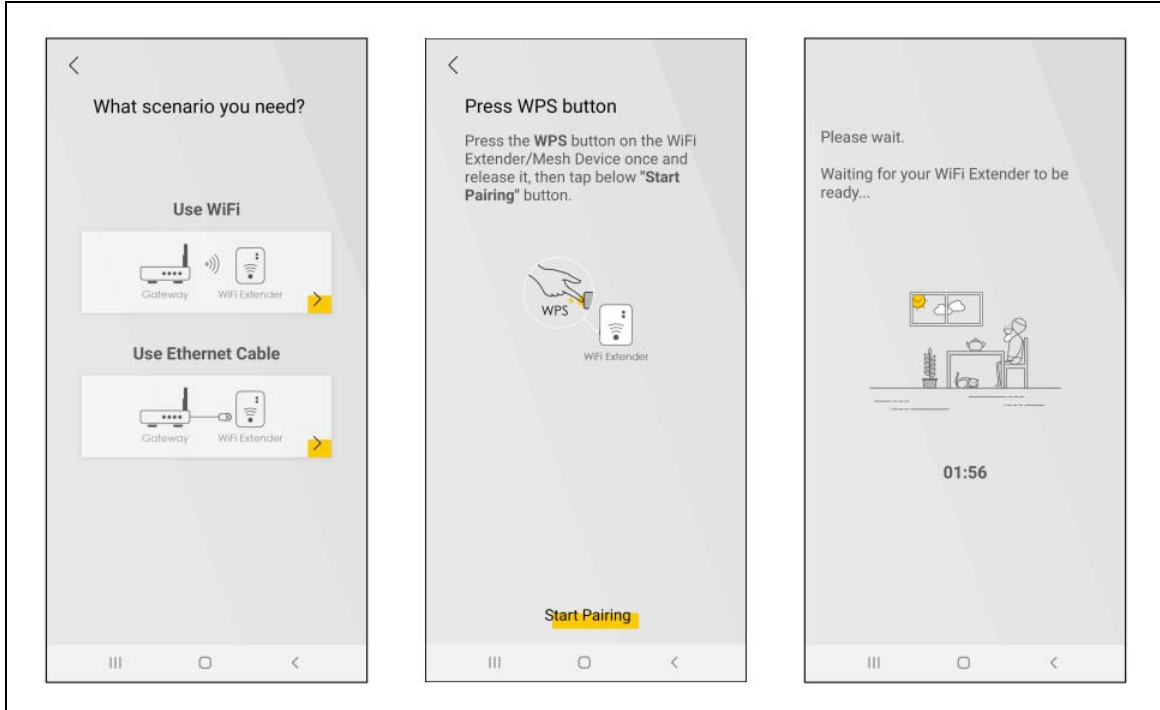 What scenario you need?
Use WiFi
Gateway WiFi Extender
Use Ethernet Cable
Gateway WiFi Extender
Press WPS button
Press the WPS button on the WiFi
Extender/Mesh Device once and
release it, then tap below "Start
Pairing" button.
WPS
WiFi Extender
Start Pairing
Please wait.
Waiting for your WiFi Extender to be
ready...
01:56